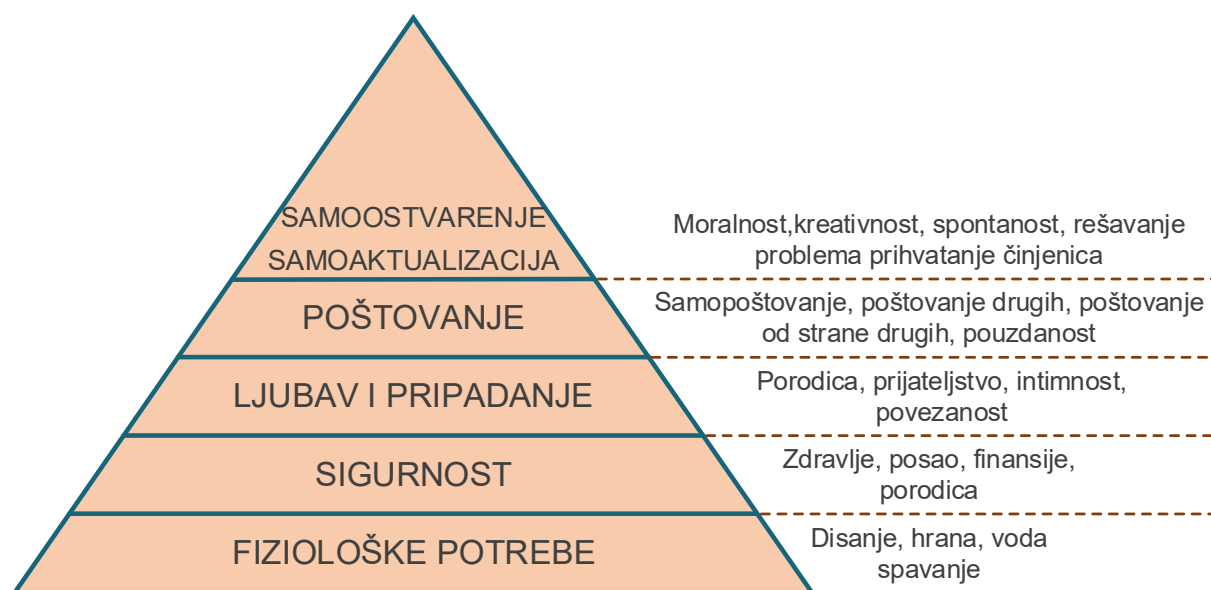 SAMOOSTVARENJE
SAMOAKTUALIZACIJA
Moralnost,kreativnost, spontanost, rešavanje
problema prihvatanje činjenica
POŠTOVANJE
Samopoštovanje, poštovanje drugih, poštovanje
od strane drugih, pouzdanost
LJUBAV I PRIPADANJE
Porodica, prijateljstvo, intimnost,
povezanost
SIGURNOST
Zdravlje, posao, finansije,
porodica
FIZIOLOŠKE POTREBE
Disanje, hrana, voda
spavanje